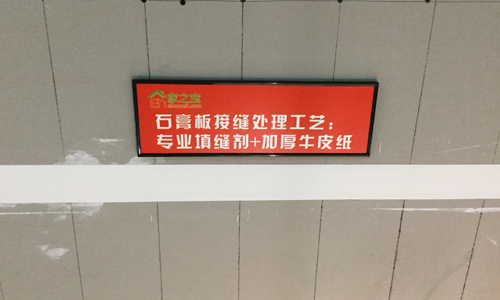 家之宝
石膏板接缝处理工艺：
专业填缝剂+加厚牛皮纸